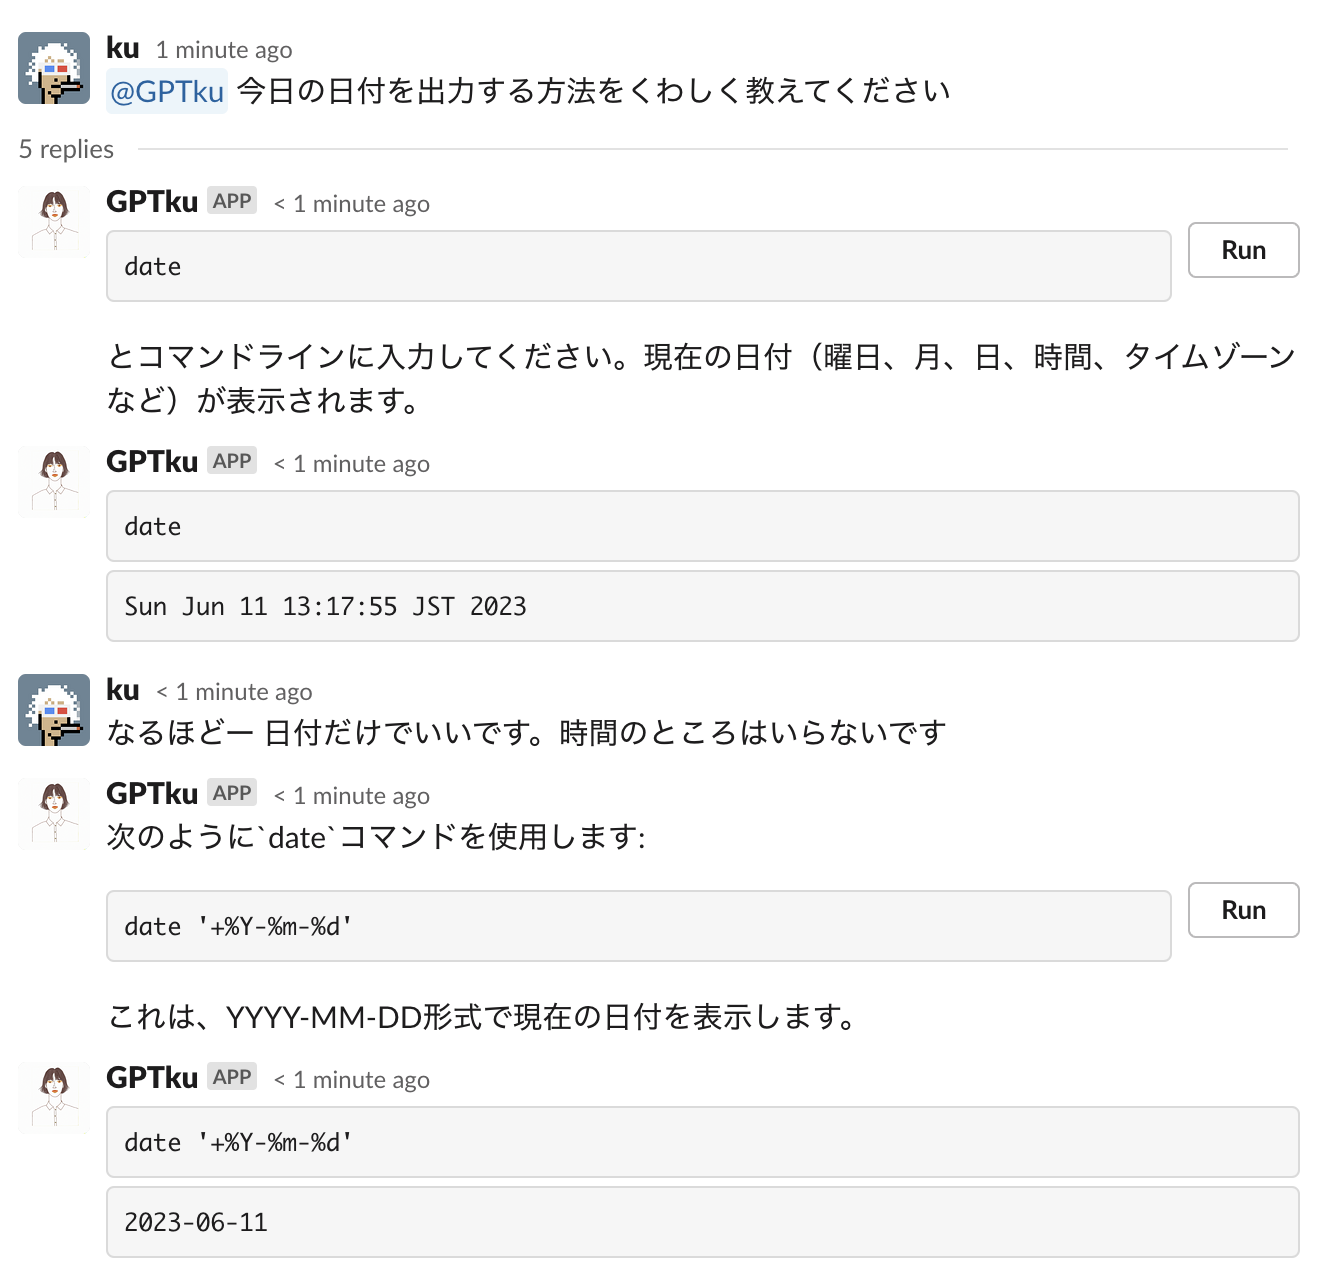 ku 1 minute ago
@GPTku 今日の日付を出力する方法をくわしく教えてください
5 replies
GPTku APP < 1 minute ago
date
Run
とコマンドラインに入力してください。現在の日付（曜日、月、日、時間、タイムゾーン
など）が表示されます。
GPTku APP < 1 minute ago
date
Sun Jun 11 13:17:55 JST 2023
ku < 1 minute ago
なるほどー 日付だけでいいです。時間のところはいらないです
GPTku APP < 1 minute ago
次のように`date`コマンドを使用します:
date '+%Y-%m-%d'
Run
これは、YYYY-MM-DD形式で現在の日付を表示します。
GPTku APP < 1 minute ago
date '+%Y-%m-%d'
2023-06-11